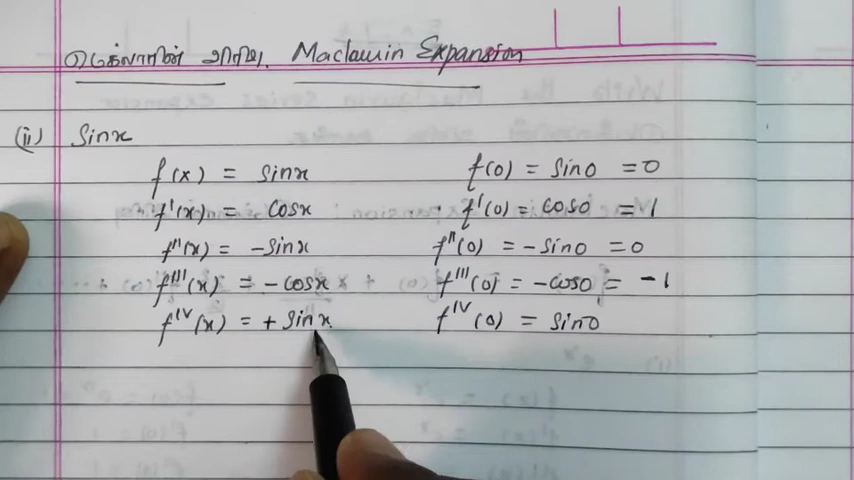 மெக்லாரின் விரிவு. Maclaurin Expansion
(ii) Sinx
f(x) = sinx f(0) = sin0 = 0
f'(x) = cosx f'(0) = cos0 = 1
f''(x) = -sinx f''(0) = -sin0 = 0
f'''(x) = -cosx f'''(0) = -cos0 = -1
f^IV(x) = + sinx f^IV(0) = sin0